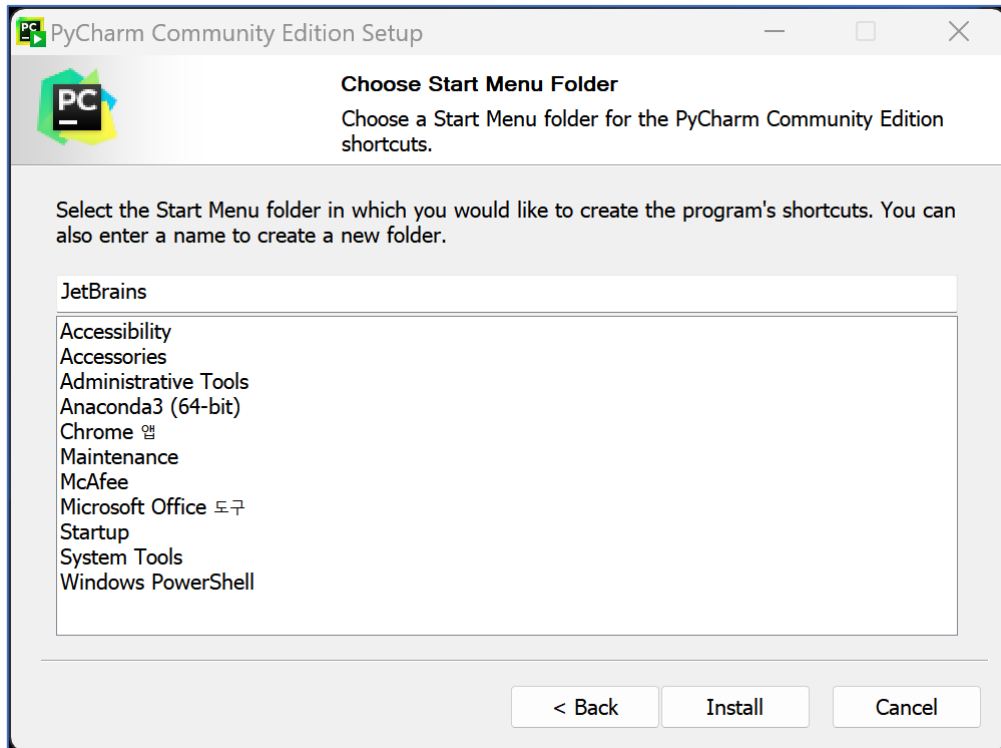 PC
PyCharm Community Edition Setup
PC
Choose Start Menu Folder
Choose a Start Menu folder for the PyCharm Community Edition
shortcuts.
Select the Start Menu folder in which you would like to create the program's shortcuts. You can
also enter a name to create a new folder.
JetBrains
Accessibility
Accessories
Administrative Tools
Anaconda3 (64-bit)
Chrome 앱
Maintenance
McAfee
Microsoft Office 도구
Startup
System Tools
Windows PowerShell
< Back
Install
Cancel